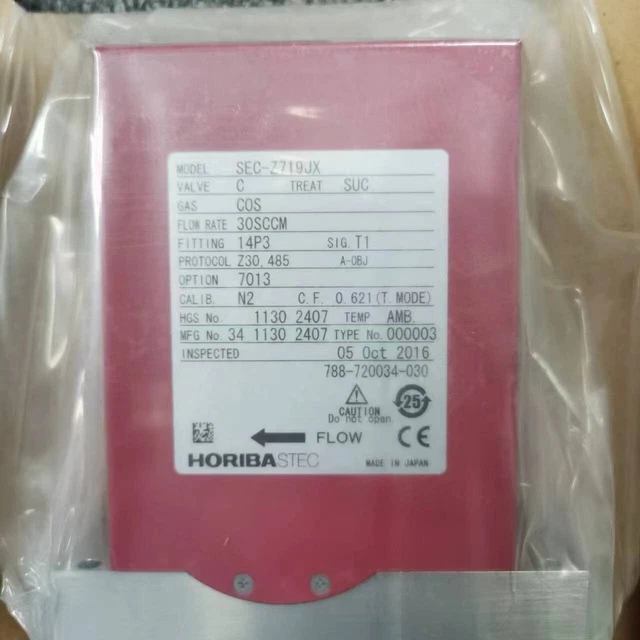 MODEL SEC-Z719JX
VALVE C TREAT SUC
GAS COS
FLOW RATE 30SCCM
FITTING 14P3 SIG. T1
PROTOCOL Z30, 485 A-OBJ
OPTION 7013
CALIB. N2 C.F. 0.621(T.MODE)
HGS No. 1130 2407 TEMP AMB.
MFG No. 34 1130 2407 TYPE No. 000003
INSPECTED 05 Oct 2016
788-720034-030
CAUTION
Do not open
25
FLOW CE
HORIBASTEC MADE IN JAPAN